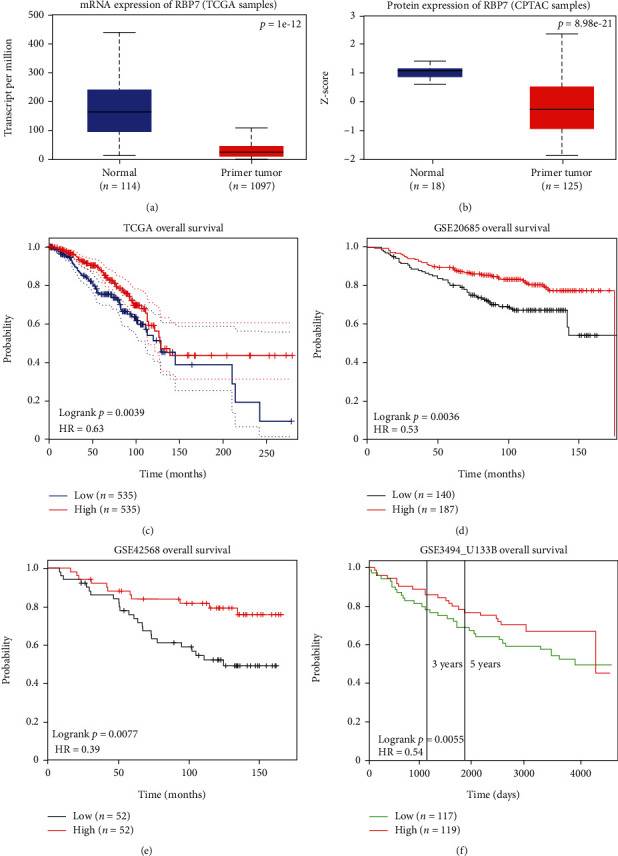 mRNA expression of RBP7 (TCGA samples)
p = 1e-12
Transcript per million
500
400
300
200
100
0
Normal
(n = 114)
Primer tumor
(n = 1097)
(a)
Protein expression of RBP7 (CPTAC samples)
p = 8.98e-21
Z-score
3
2
1
0
−1
−2
Normal
(n = 18)
Primer tumor
(n = 125)
(b)
TCGA overall survival
Probability
1.0
0.8
0.6
0.4
0.2
0
Logrank p = 0.0039
HR = 0.63
0 50 100 150 200 250
Time (months)
Low (n = 535)
High (n = 535)
(c)
GSE20685 overall survival
Probability
1.0
0.8
0.6
0.4
0.2
0
Logrank p = 0.0036
HR = 0.53
0 50 100 150
Time (months)
Low (n = 140)
High (n = 187)
(d)
GSE42568 overall survival
Probability
1.0
0.8
0.6
0.4
0.2
0
Logrank p = 0.0077
HR = 0.39
0 50 100 150
Time (months)
Low (n = 52)
High (n = 52)
(e)
GSE3494_U133B overall survival
Probability
1.0
0.8
0.6
0.4
0.2
0
3 years
5 years
Logrank p = 0.0055
HR = 0.54
0 1000 2000 3000 4000
Time (days)
Low (n = 117)
High (n = 119)
(f)